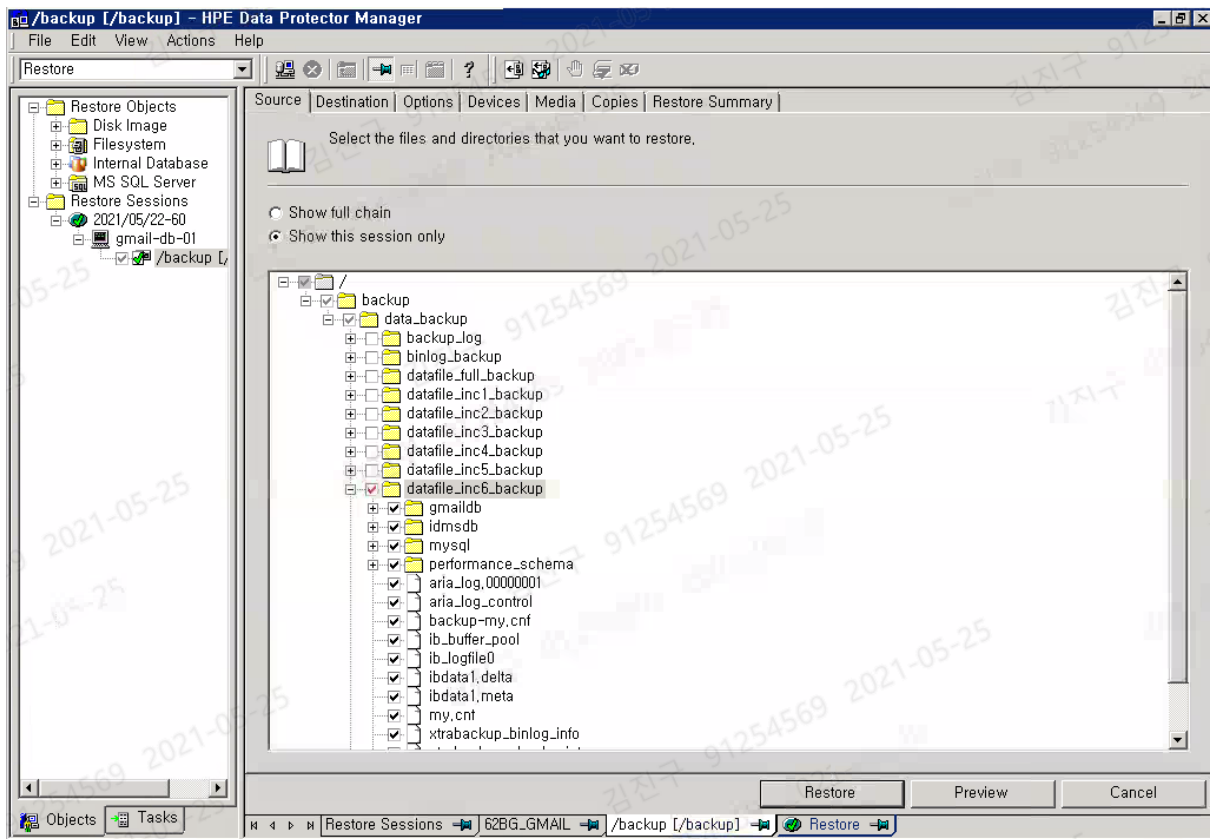 /backup [/backup] - HPE Data Protector Manager
File Edit View Actions Help
Restore
Restore Objects
Disk Image
Filesystem
Internal Database
MS SQL Server
Restore Sessions
2021/05/22-60
gmail-db-01
/backup [/
Objects Tasks
Source Destination Options Devices Media Copies Restore Summary
Select the files and directories that you want to restore.
Show full chain
Show this session only
/
backup
data_backup
backup_log
binlog_backup
datafile_full_backup
datafile_inc1_backup
datafile_inc2_backup
datafile_inc3_backup
datafile_inc4_backup
datafile_inc5_backup
datafile_inc6_backup
gmaildb
idmsdb
mysql
performance_schema
aria_log.00000001
aria_log_control
backup-my.cnf
ib_buffer_pool
ib_logfile0
ibdata1.delta
ibdata1.meta
my.cnf
xtrabackup_binlog_info
Restore Preview Cancel
Restore Sessions 62BG_GMAIL /backup [/backup] Restore
김진구 91254569 2021-05-25